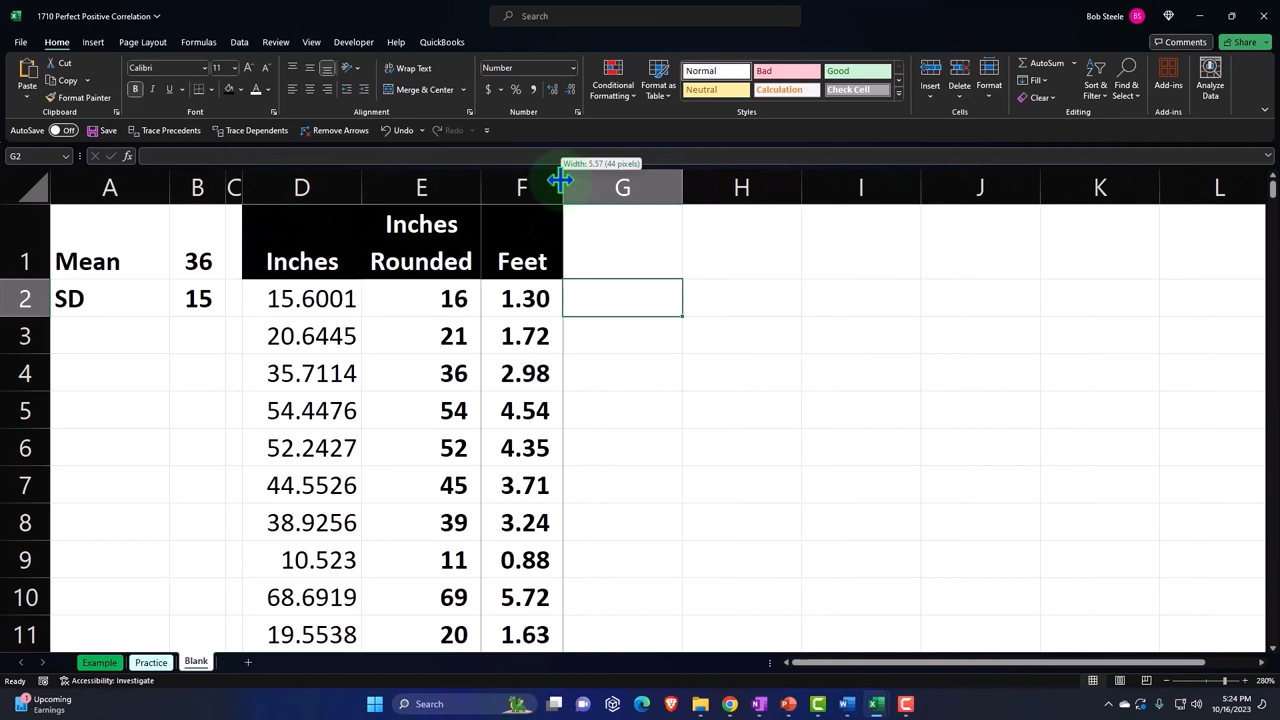 1710 Perfect Positive Correlation
Search
Bob Steele
BS
File Home Insert Page Layout Formulas Data Review View Developer Help QuickBooks
Comments
Share
Paste
Cut
Copy
Format Painter
Clipboard
Calibri
11
Font
Wrap Text
Merge & Center
Alignment
Number
Number
Conditional
Formatting
Format as
Table
Normal
Bad
Good
Neutral
Calculation
Check Cell
Styles
Insert
Delete
Format
Cells
AutoSum
Fill
Clear
Sort &
Filter
Find &
Select
Editing
Add-ins
Add-ins
Analyze
Data
AutoSave Off Save Trace Precedents Trace Dependents Remove Arrows Undo Redo
G2
fx
Width: 5.57 (44 pixels)
A B C D E F G H I J K L
1 Mean 36 Inches Inches Rounded Feet
2 SD 15 15.6001 16 1.30
3 20.6445 21 1.72
4 35.7114 36 2.98
5 54.4476 54 4.54
6 52.2427 52 4.35
7 44.5526 45 3.71
8 38.9256 39 3.24
9 10.523 11 0.88
10 68.6919 69 5.72
11 19.5538 20 1.63
Example Practice Blank
Ready
Accessibility: Investigate
280%
Upcoming
Earnings
Search
5:24 PM
10/16/2023